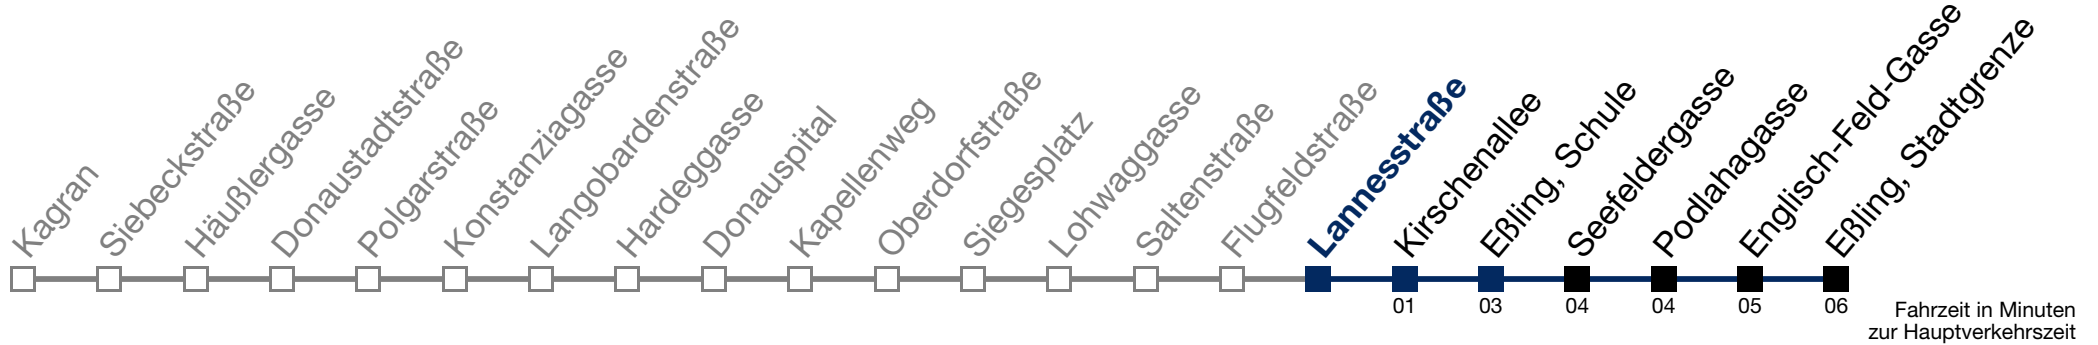 Kagran
Siebeckstraße
Häußlergasse
Donaustadtstraße
Polgarstraße
Konstanziagasse
Langobardenstraße
Hardeggasse
Donauspital
Kapellenweg
Oberdorfstraße
Siegesplatz
Lohwaggasse
Saltenstraße
Flugfeldstraße
Lannesstraße
Kirschenallee
Eßling, Schule
Seefeldergasse
Podlahagasse
Englisch-Feld-Gasse
Eßling, Stadtgrenze
01 03 04 04 05 06
Fahrzeit in Minuten
zur Hauptverkehrszeit